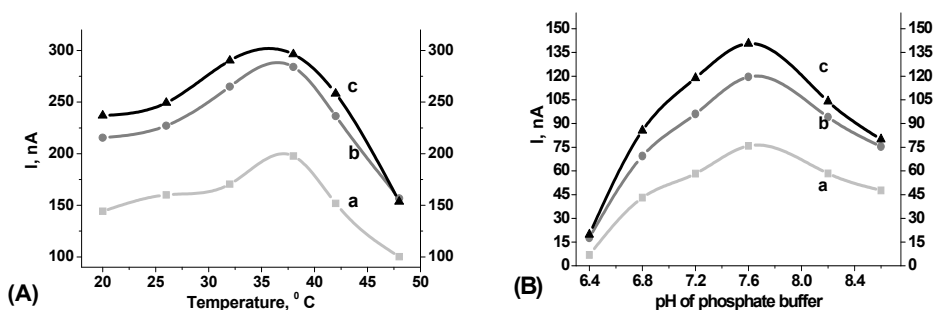 300
250
200
150
100
I, nA
300
250
200
150
100
20 25 30 35 40 45 50
Temperature, ⁰ C
a
b
c
(A)
150
135
120
105
90
75
60
45
30
15
0
I, nA
150
135
120
105
90
75
60
45
30
15
0
6.4 6.8 7.2 7.6 8.0 8.4
pH of phosphate buffer
c
b
a
(B)